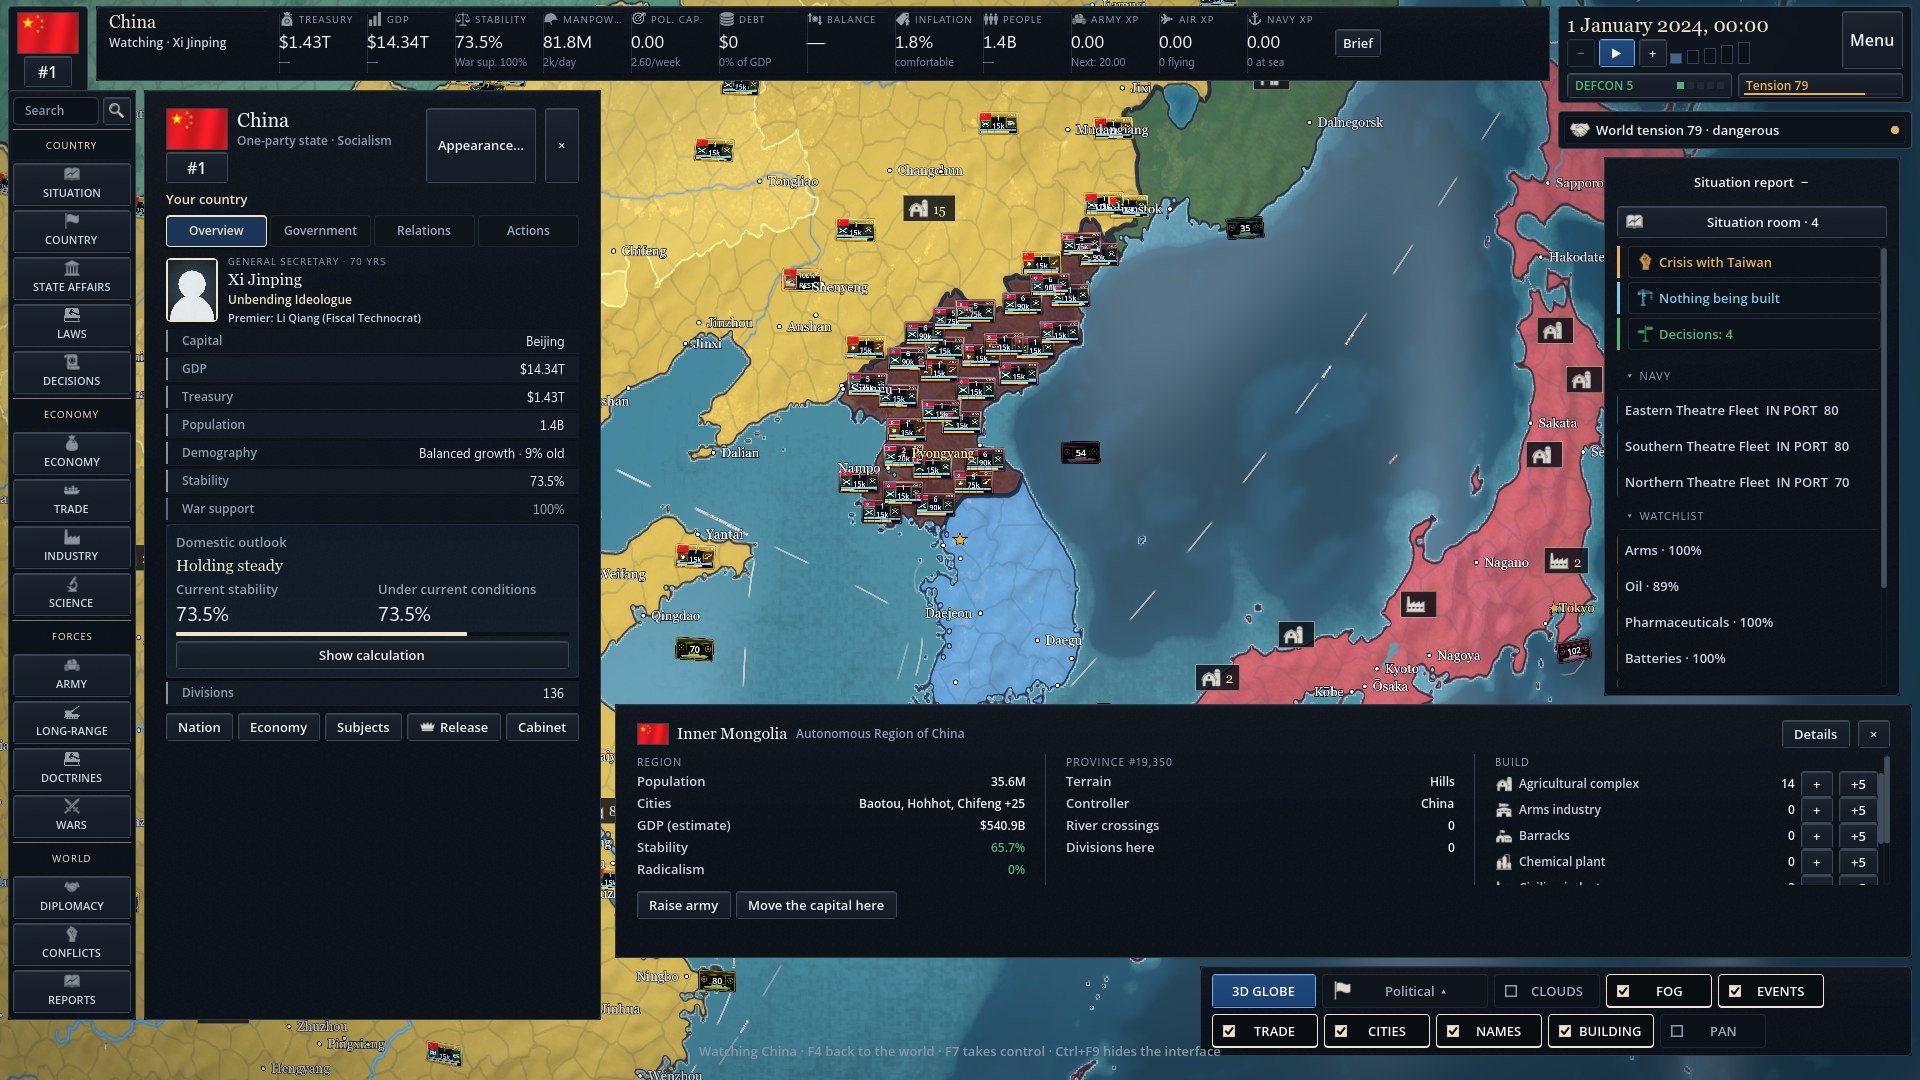 China
Watching · Xi Jinping
#1
TREASURY
$1.43T
—
GDP
$14.34T
—
STABILITY
73.5%
War sup. 100%
MANPOW...
81.8M
2k/day
POL. CAP.
0.00
2.60/week
DEBT
$0
0% of GDP
BALANCE
—
INFLATION
1.8%
comfortable
PEOPLE
1.4B
—
ARMY XP
0.00
Next: 20.00
AIR XP
0.00
0 flying
NAVY XP
0.00
0 at sea
Brief
1 January 2024, 00:00
−
+
Menu
DEFCON 5
Tension 79
World tension 79 · dangerous
Search
COUNTRY
SITUATION
COUNTRY
STATE AFFAIRS
LAWS
DECISIONS
ECONOMY
ECONOMY
TRADE
INDUSTRY
SCIENCE
FORCES
ARMY
LONG-RANGE
DOCTRINES
WARS
WORLD
DIPLOMACY
CONFLICTS
REPORTS
China
One-party state · Socialism
#1
Appearance...
×
Your country
Overview
Government
Relations
Actions
GENERAL SECRETARY · 70 YRS
Xi Jinping
Unbending Ideologue
Premier: Li Qiang (Fiscal Technocrat)
Capital Beijing
GDP $14.34T
Treasury $1.43T
Population 1.4B
Demography Balanced growth · 9% old
Stability 73.5%
War support 100%
Domestic outlook
Holding steady
Current stability Under current conditions
73.5% 73.5%
Show calculation
Divisions 136
Nation
Economy
Subjects
Release
Cabinet
Situation report −
Situation room · 4
Crisis with Taiwan
Nothing being built
Decisions: 4
NAVY
Eastern Theatre Fleet IN PORT 80
Southern Theatre Fleet IN PORT 80
Northern Theatre Fleet IN PORT 70
WATCHLIST
Arms · 100%
Oil · 89%
Pharmaceuticals · 100%
Batteries · 100%
Jixi
Mudanjiang
Dalnegorsk
Changchun
Tongliao
15
35
Chifeng
Shenyang
Jinzhou
Anshan
Jinxi
shan
Dalian
Nampo
Pyongyang
54
Yantai
Weifang
Qingdao
70
Daejeon
Daegu
Sapporo
Hakodate
Sakata
Se
Nagano
2
Tokyo
102
Nagoya
Kyoto
Ōsaka
Kōbe
2
Ningbo
80
Jinhua
Zhuzhou
Pingxiang
Hengyang
Wenzhou
Inner Mongolia Autonomous Region of China
Details
×
REGION
Population 35.6M
Cities Baotou, Hohhot, Chifeng +25
GDP (estimate) $540.9B
Stability 65.7%
Radicalism 0%
PROVINCE #19,350
Terrain Hills
Controller China
River crossings 0
Divisions here 0
BUILD
Agricultural complex 14 + +5
Arms industry 0 + +5
Barracks 0 + +5
Chemical plant 0 + +5
Raise army
Move the capital here
3D GLOBE
Political
CLOUDS
FOG
EVENTS
TRADE
CITIES
NAMES
BUILDING
PAN
Watching China · F4 back to the world · F7 takes control · Ctrl+F9 hides the interface